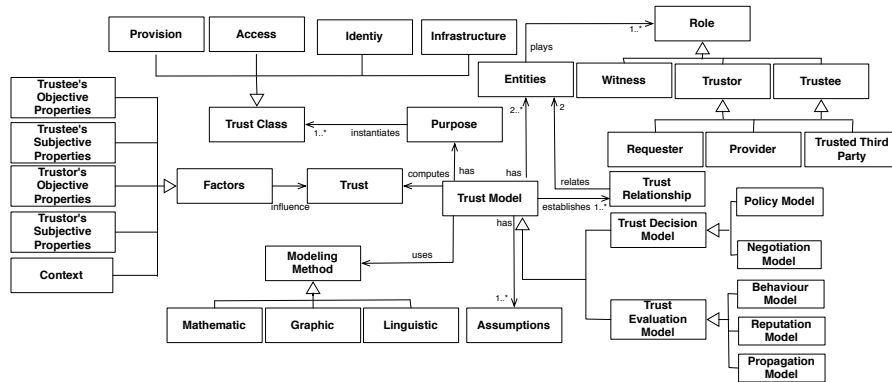 Role
Provision
Access
Identiy
Infrastructure
plays
1..*
Entities
Witness
Trustor
Trustee
Trustee's
Objective
Properties
Trust Class
1..*
instantiates
Purpose
2..*
2
Trustee's
Subjective
Properties
Requester
Provider
Trusted Third
Party
Trustor's
Objective
Properties
Factors
influence
Trust
computes
has
has
Trust Model
relates
Trust
Relationship
establishes
1..*
Policy Model
Trustor's
Subjective
Properties
has
Trust Decision
Model
Negotiation
Model
Modeling
Method
uses
Context
Behaviour
Model
1..*
Trust
Evaluation
Model
Mathematic
Graphic
Linguistic
Assumptions
Reputation
Model
Propagation
Model